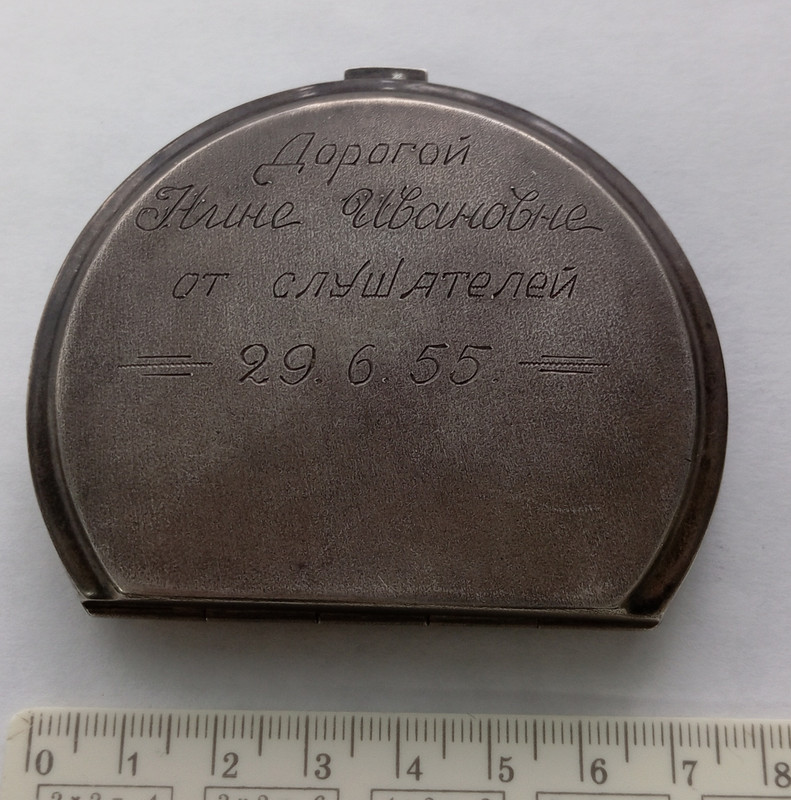 Дорогой
Нине Ивановне
от слушателей
29. 6. 55.
0 1 2 3 4 5 6 7 8